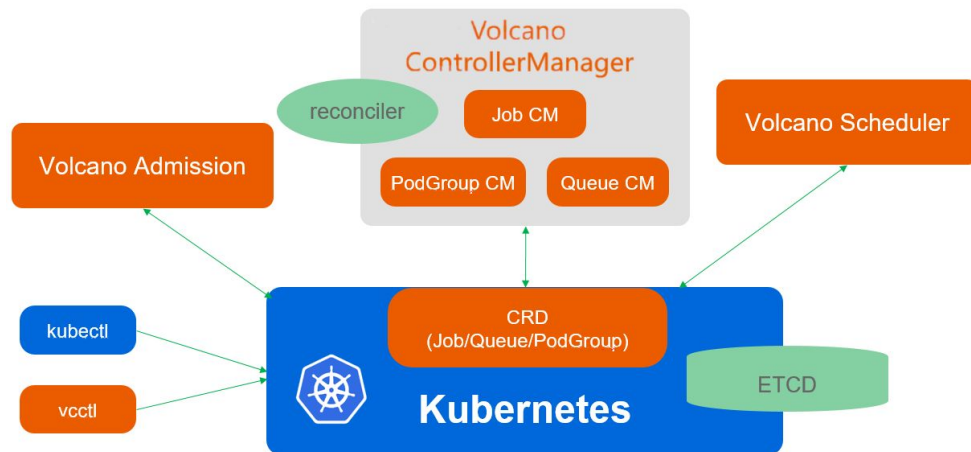 Volcano
ControllerManager
reconciler
Job CM
Volcano Scheduler
Volcano Admission
PodGroup CM
Queue CM
kubectl
CRD
(Job/Queue/PodGroup)
ETCD
vcctl
Kubernetes